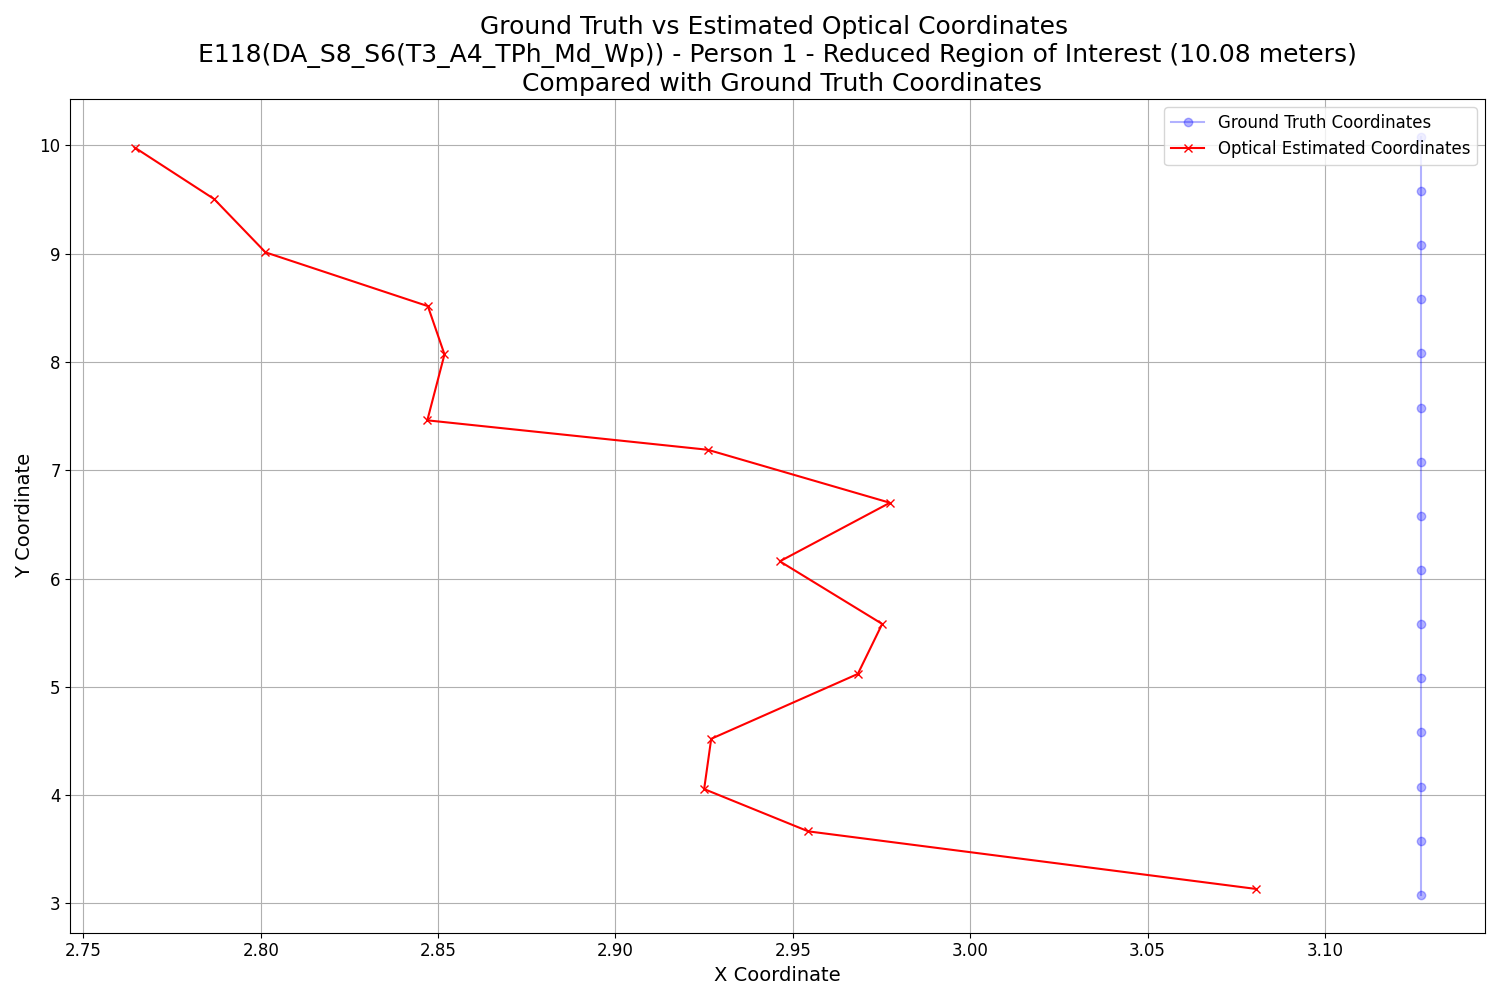 Ground Truth vs Estimated Optical Coordinates
E118(DA_S8_S6(T3_A4_TPh_Md_Wp)) - Person 1 - Reduced Region of Interest (10.08 meters)
Compared with Ground Truth Coordinates
Ground Truth Coordinates
Optical Estimated Coordinates
Y Coordinate
10
9
8
7
6
5
4
3
2.75 2.80 2.85 2.90 2.95 3.00 3.05 3.10
X Coordinate